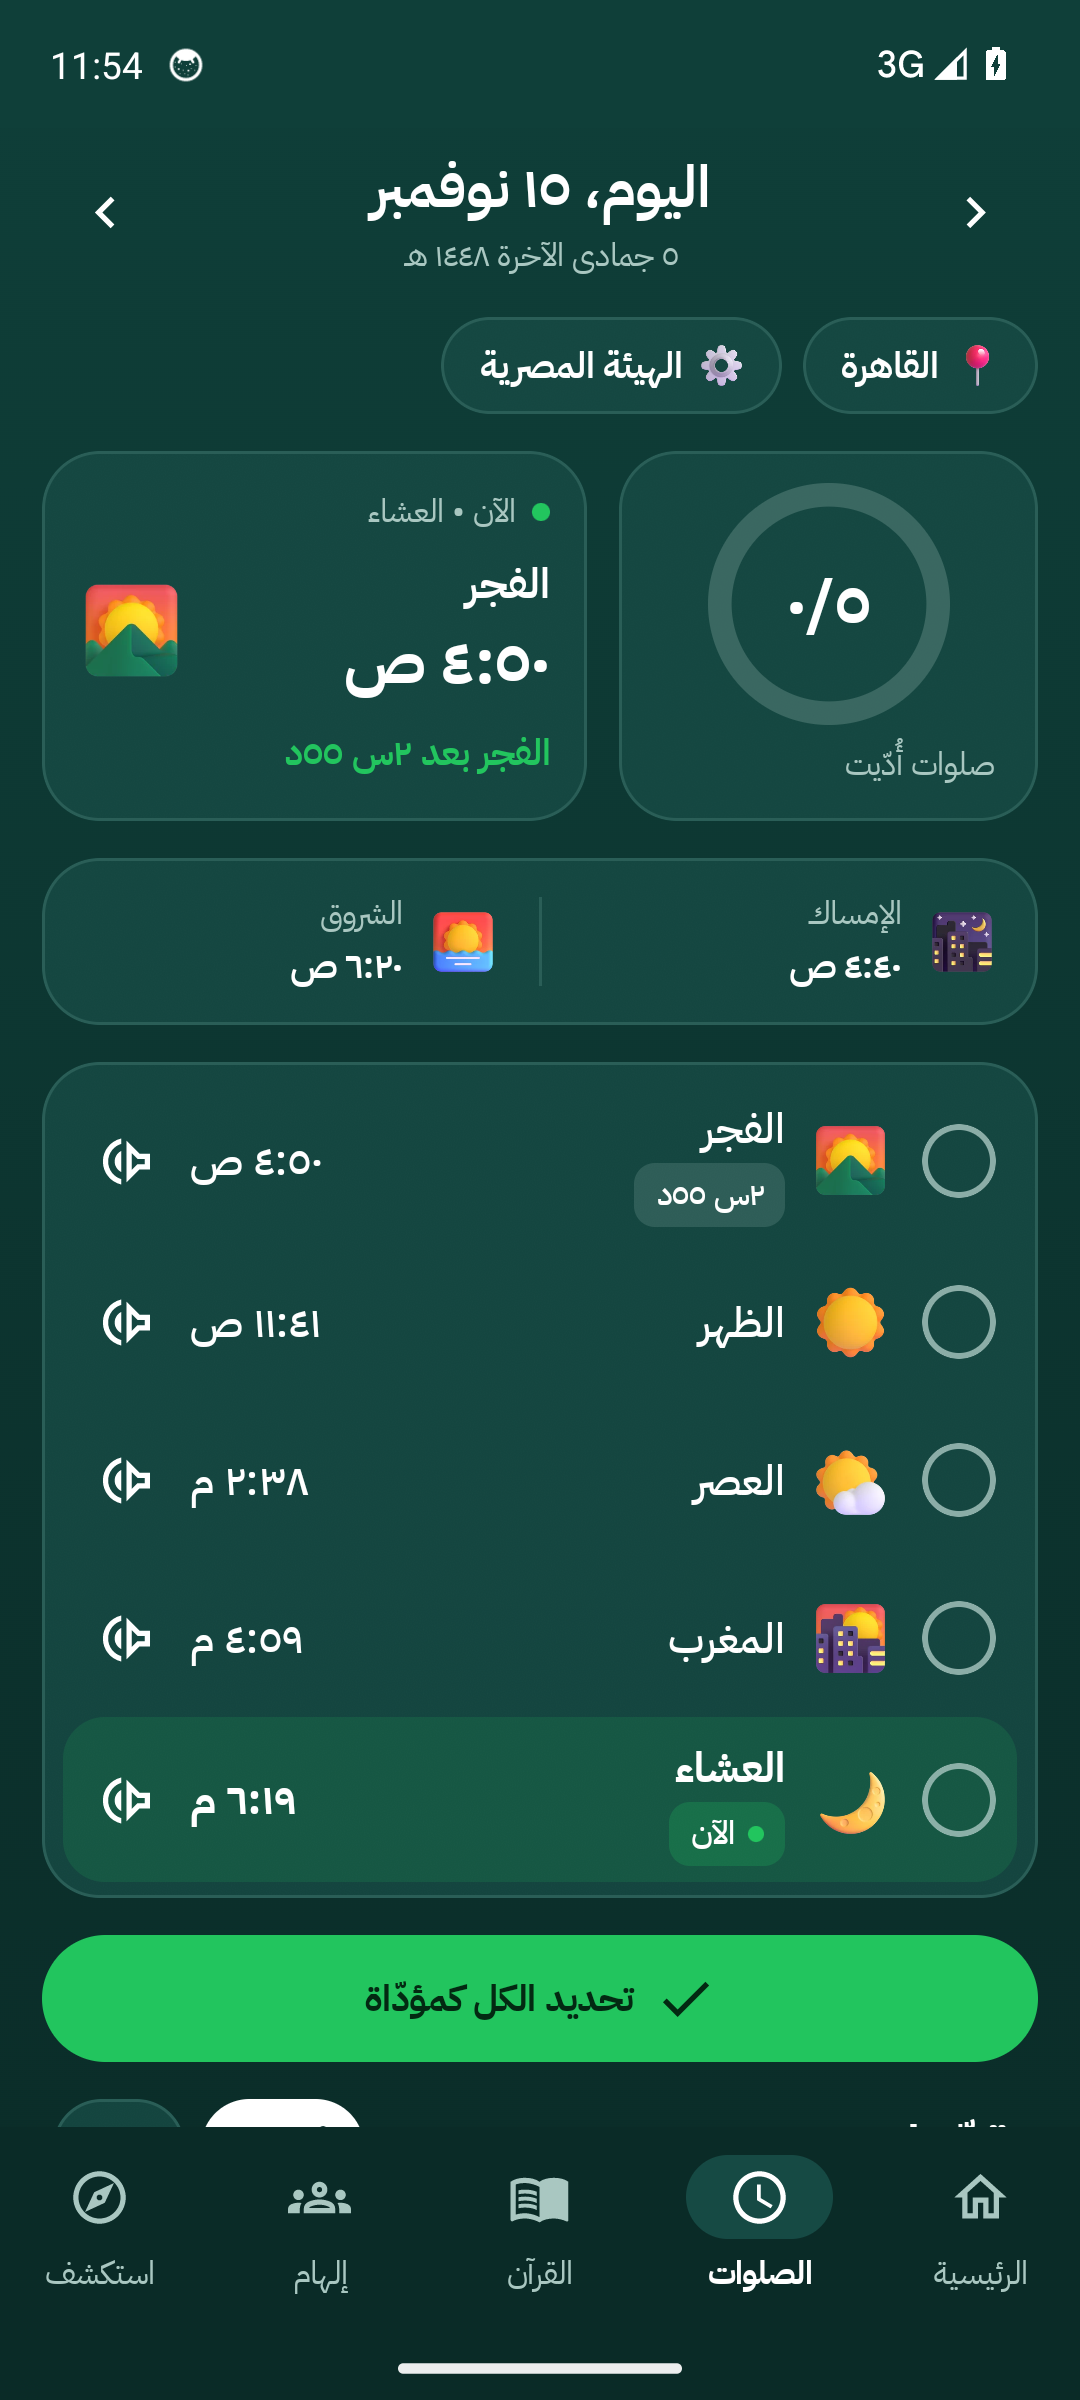 11:54
3G
اليوم، ١٥ نوفمبر
٥ جمادى الآخرة ١٤٤٨ هـ
القاهرة
الهيئة المصرية
٠/٥
صلوات أُدّيت
الآن • العشاء
الفجر
٤:٥٠ ص
الفجر بعد ٢س ٥٥د
الإمساك
٤:٤٠ ص
الشروق
٦:٢٠ ص
الفجر
٢س ٥٥د
٤:٥٠ ص
الظهر
١١:٤١ ص
العصر
٢:٣٨ م
المغرب
٤:٥٩ م
العشاء
الآن
٦:١٩ م
تحديد الكل كمؤدّاة
الرئيسية
الصلوات
القرآن
إلهام
استكشف